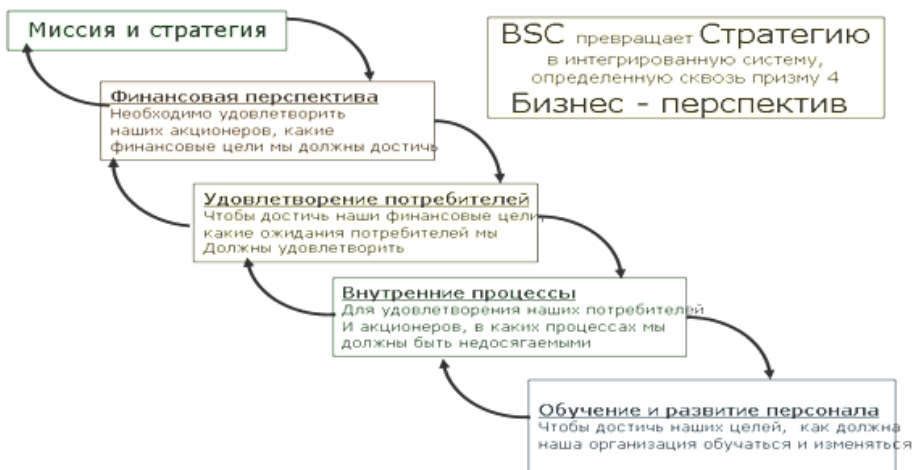 Миссия и стратегия
BSC превращает Стратегию
в интегрированную систему,
определенную сквозь призму 4
Бизнес - перспектив
Финансовая перспектива
Необходимо удовлетворить
наших акционеров, какие
финансовые цели мы должны достичь
Удовлетворение потребителей
Чтобы достичь наши финансовые цели,
какие ожидания потребителей мы
Должны удовлетворить
Внутренние процессы
Для удовлетворения наших потребителей
И акционеров, в каких процессах мы
должны быть недосягаемыми
Обучение и развитие персонала
Чтобы достичь наших целей, как должна
наша организация обучаться и изменяться